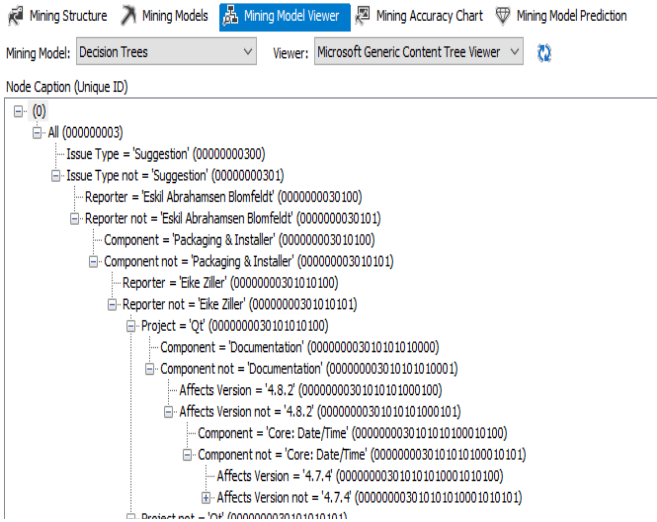 Mining Structure Mining Models Mining Model Viewer Mining Accuracy Chart Mining Model Prediction
Mining Model: Decision Trees Viewer: Microsoft Generic Content Tree Viewer
Node Caption (Unique ID)
(0)
All (000000003)
Issue Type = 'Suggestion' (00000000300)
Issue Type not = 'Suggestion' (00000000301)
Reporter = 'Eskil Abrahamsen Blomfeldt' (0000000030100)
Reporter not = 'Eskil Abrahamsen Blomfeldt' (0000000030101)
Component = 'Packaging & Installer' (000000003010100)
Component not = 'Packaging & Installer' (000000003010101)
Reporter = 'Eike Ziller' (00000000301010100)
Reporter not = 'Eike Ziller' (00000000301010101)
Project = 'Qt' (0000000030101010100)
Component = 'Documentation' (000000003010101010000)
Component not = 'Documentation' (000000003010101010001)
Affects Version = '4.8.2' (00000000301010101000100)
Affects Version not = '4.8.2' (00000000301010101000101)
Component = 'Core: Date/Time' (0000000030101010100010100)
Component not = 'Core: Date/Time' (0000000030101010100010101)
Affects Version = '4.7.4' (000000003010101010001010100)
Affects Version not = '4.7.4' (000000003010101010001010101)
Project not = 'Qt' (0000000030101010101)